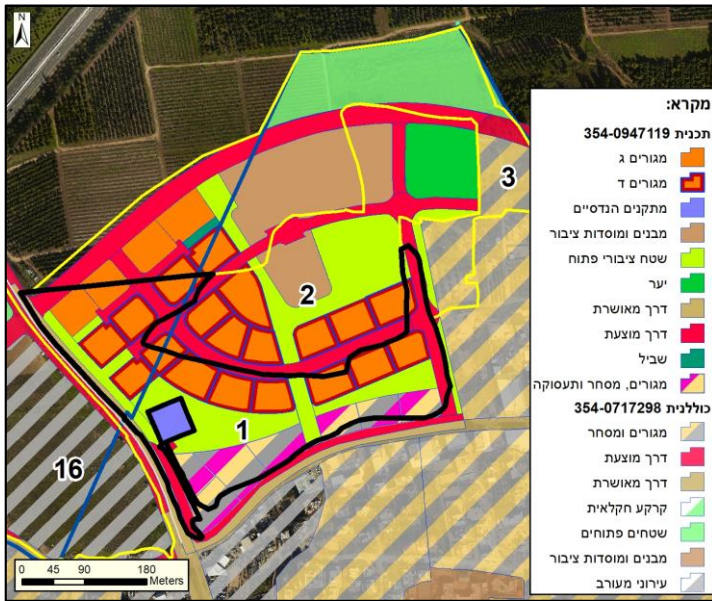 N
מקרא:
תכנית 354-0947119
מגורים ג
מגורים ד
מתקנים הנדסיים
מבנים ומוסדות ציבור
שטח ציבורי פתוח
יער
דרך מאושרת
דרך מוצעת
שביל
מגורים, מסחר ותעסוקה
כוללנית 354-0717298
מגורים ומסחר
דרך מוצעת
דרך מאושרת
קרקע חקלאית
שטחים פתוחים
מבנים ומוסדות ציבור
עירוני מעורב
3
2
1
16
0 45 90 180
Meters